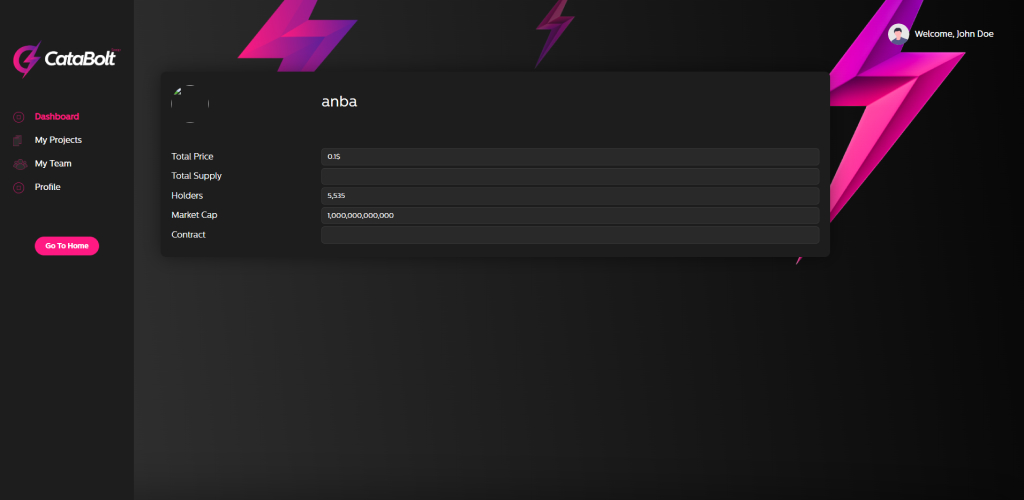 CataBolt
Welcome, John Doe
Dashboard
My Projects
My Team
Profile
Go To Home
anba
Total Price 0.15
Total Supply
Holders 5,535
Market Cap 1,000,000,000,000
Contract